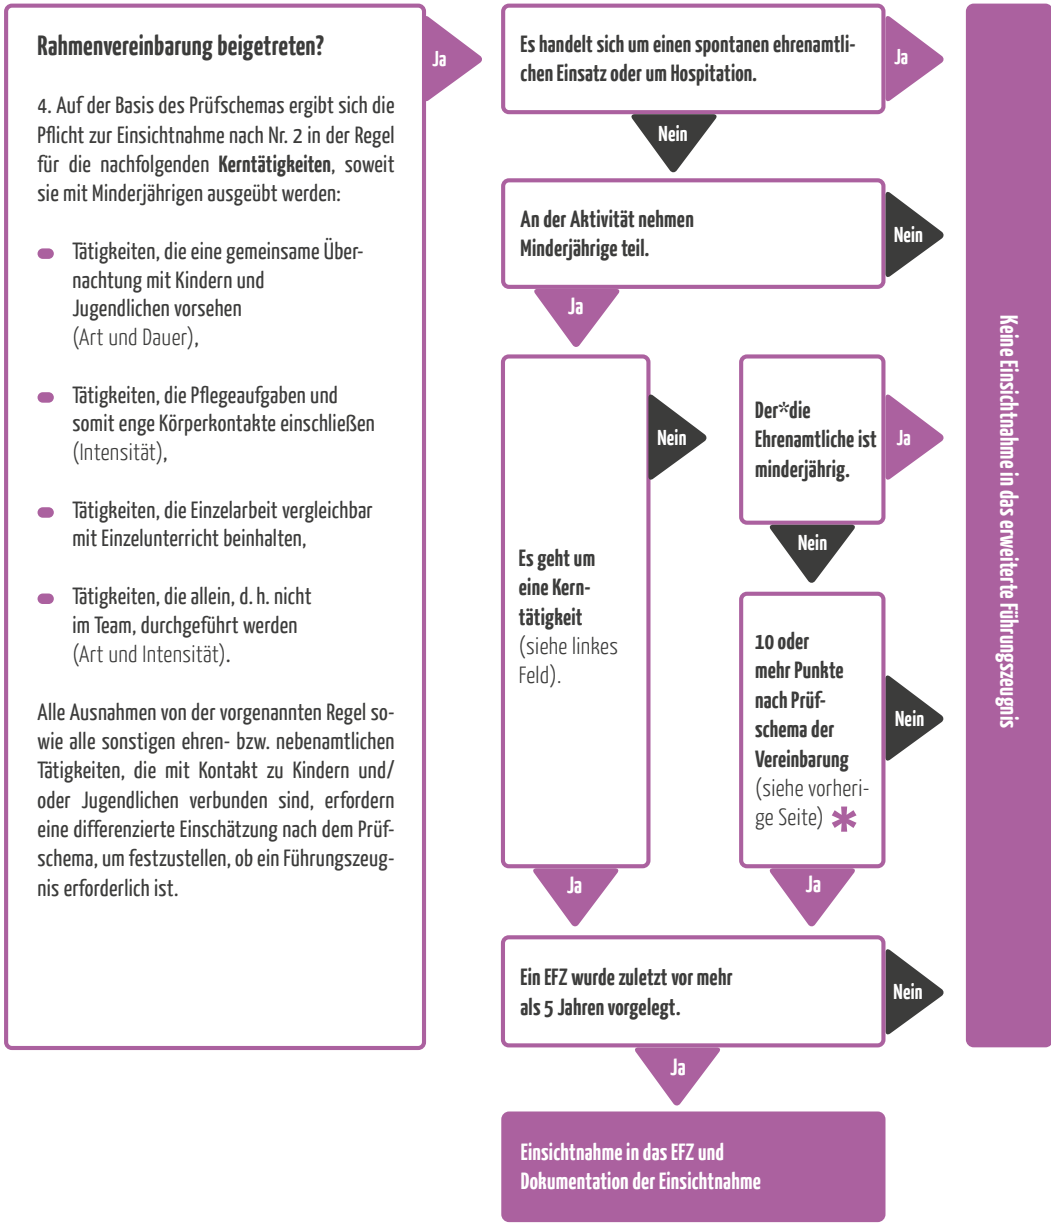 Rahmenvereinbarung beigetreten?
4. Auf der Basis des Prüfschemas ergibt sich die
Pflicht zur Einsichtnahme nach Nr. 2 in der Regel
für die nachfolgenden Kerntätigkeiten, soweit
sie mit Minderjährigen ausgeübt werden:
Tätigkeiten, die eine gemeinsame Über-
nachtung mit Kindern und
Jugendlichen vorsehen
(Art und Dauer),
Tätigkeiten, die Pflegeaufgaben und
somit enge Körperkontakte einschließen
(Intensität),
Tätigkeiten, die Einzelarbeit vergleichbar
mit Einzelunterricht beinhalten,
Tätigkeiten, die allein, d. h. nicht
im Team, durchgeführt werden
(Art und Intensität).
Alle Ausnahmen von der vorgenannten Regel so-
wie alle sonstigen ehren- bzw. nebenamtlichen
Tätigkeiten, die mit Kontakt zu Kindern und/
oder Jugendlichen verbunden sind, erfordern
eine differenzierte Einschätzung nach dem Prüf-
schema, um festzustellen, ob ein Führungszeug-
nis erforderlich ist.
Ja
Es handelt sich um einen spontanen ehrenamtli-
chen Einsatz oder um Hospitation.
Ja
Nein
An der Aktivität nehmen
Minderjährige teil.
Nein
Ja
Es geht um
eine Kern-
tätigkeit
(siehe linkes
Feld).
Nein
Der*die
Ehrenamtliche ist
minderjährig.
Ja
Nein
10 oder
mehr Punkte
nach Prüf-
schema der
Vereinbarung
(siehe vorheri-
ge Seite) *
Nein
Ja
Ja
Ein EFZ wurde zuletzt vor mehr
als 5 Jahren vorgelegt.
Nein
Ja
Einsichtnahme in das EFZ und
Dokumentation der Einsichtnahme
Keine Einsichtnahme in das erweiterte Führungszeugnis